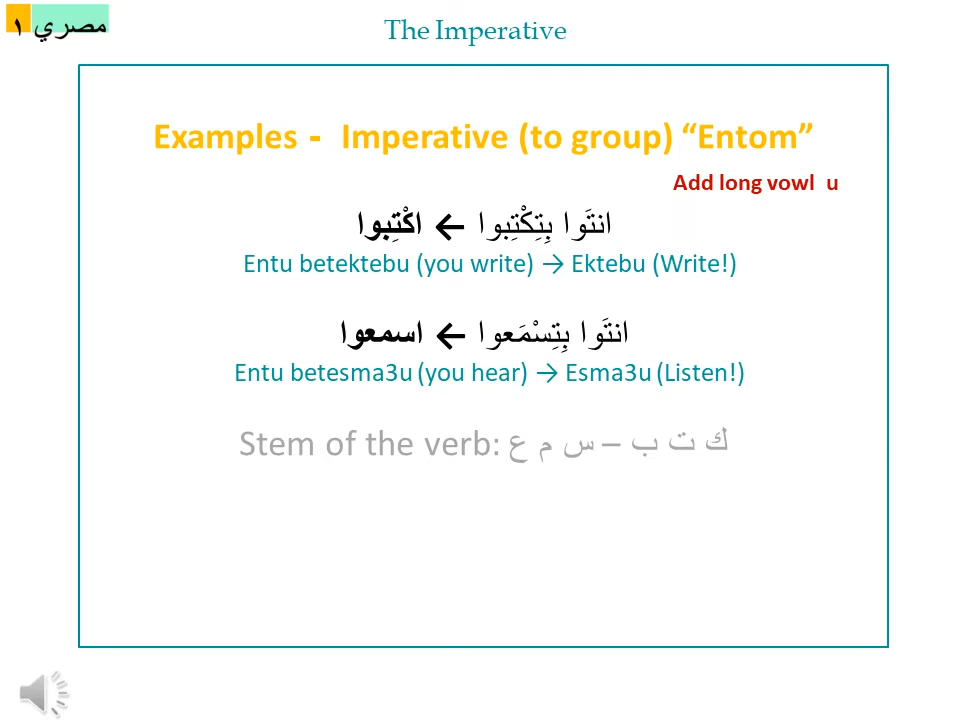 مصري ١
The Imperative
Examples - Imperative (to group) “Entom”
Add long vowl u
انتَوا بِتِكْتِبوا ← اكْتِبوا
Entu betektebu (you write) → Ektebu (Write!)
انتَوا بِتِسْمَعوا ← اسمعوا
Entu betesma3u (you hear) → Esma3u (Listen!)
Stem of the verb: ك ت ب – س م ع